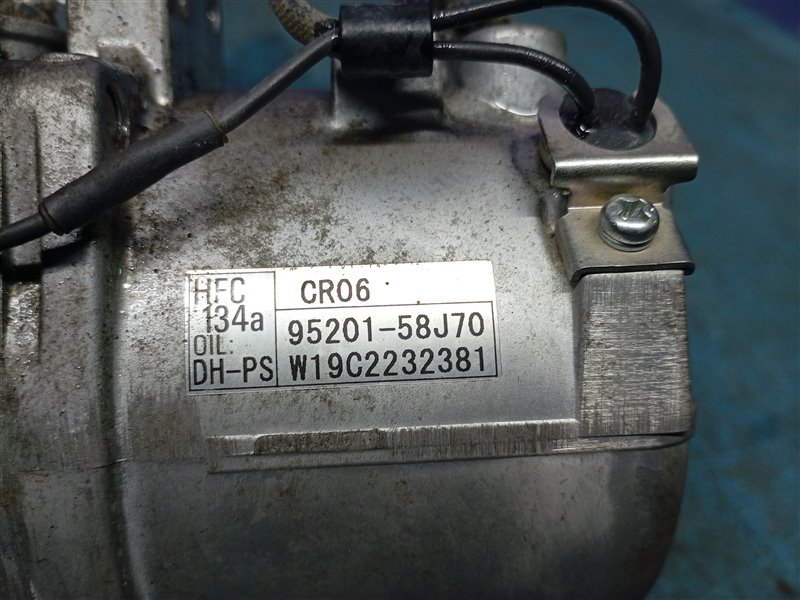 HFC
134a
OIL:
DH-PS
CR06
95201-58J70
W19C2232381